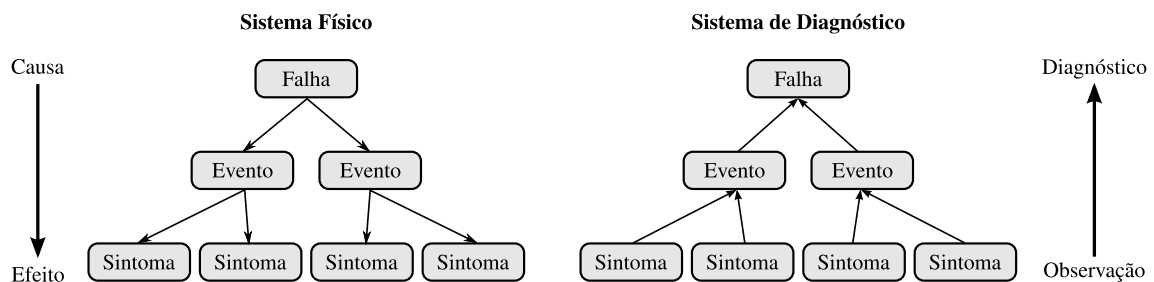 Sistema Físico
Causa
Falha
Evento
Evento
Sintoma
Sintoma
Sintoma
Sintoma
Efeito
Sistema de Diagnóstico
Falha
Evento
Evento
Sintoma
Sintoma
Sintoma
Sintoma
Diagnóstico
Observação